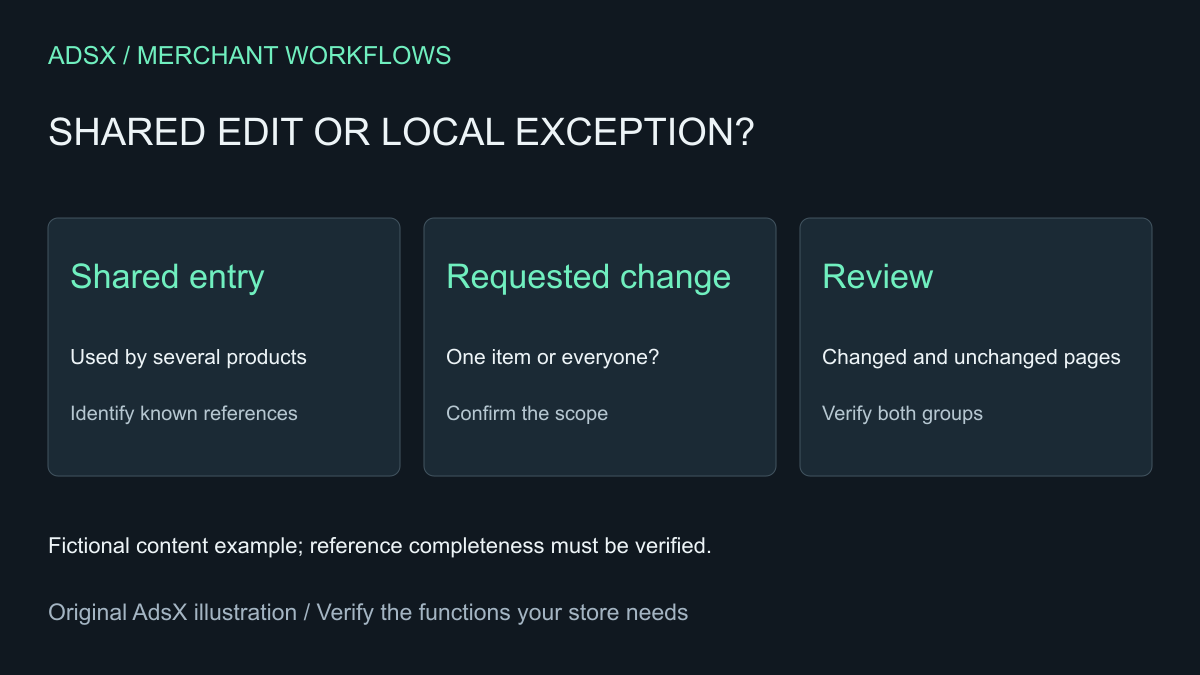 ADSX / MERCHANT WORKFLOWS
SHARED EDIT OR LOCAL EXCEPTION?
Shared entry
Used by several products
Identify known references
Requested change
One item or everyone?
Confirm the scope
Review
Changed and unchanged pages
Verify both groups
Fictional content example; reference completeness must be verified.
Original AdsX illustration / Verify the functions your store needs